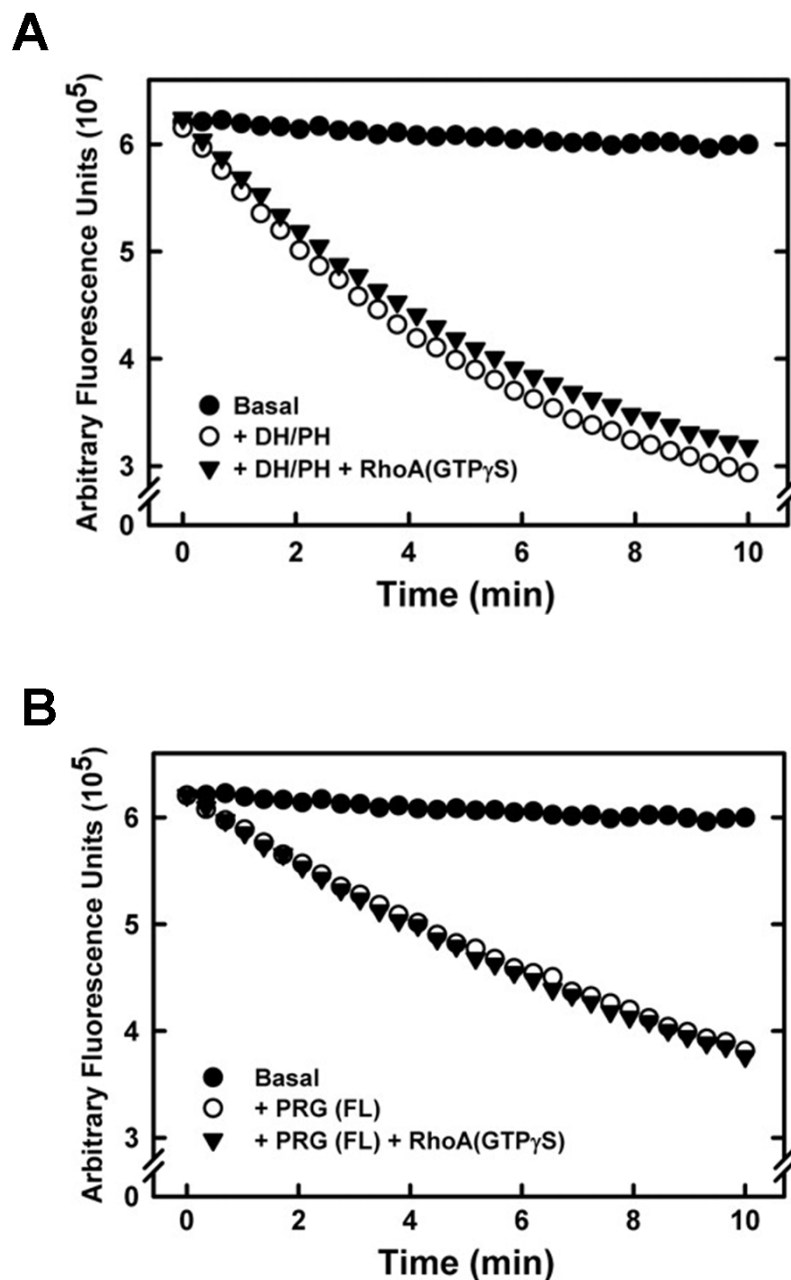 A
Arbitrary Fluorescence Units (10⁵)
6
5
4
3
0
Basal
+ DH/PH
+ DH/PH + RhoA(GTPγS)
0 2 4 6 8 10
Time (min)
B
Arbitrary Fluorescence Units (10⁵)
6
5
4
3
0
Basal
+ PRG (FL)
+ PRG (FL) + RhoA(GTPγS)
0 2 4 6 8 10
Time (min)